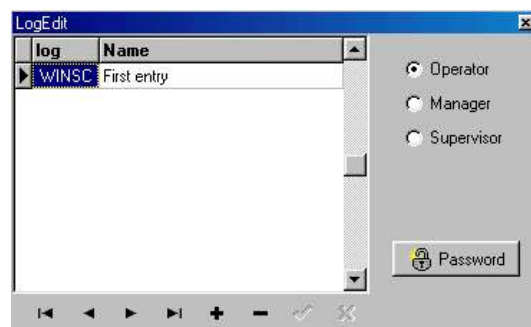 LogEdit
log Name
WINSC First entry
Operator
Manager
Supervisor
Password